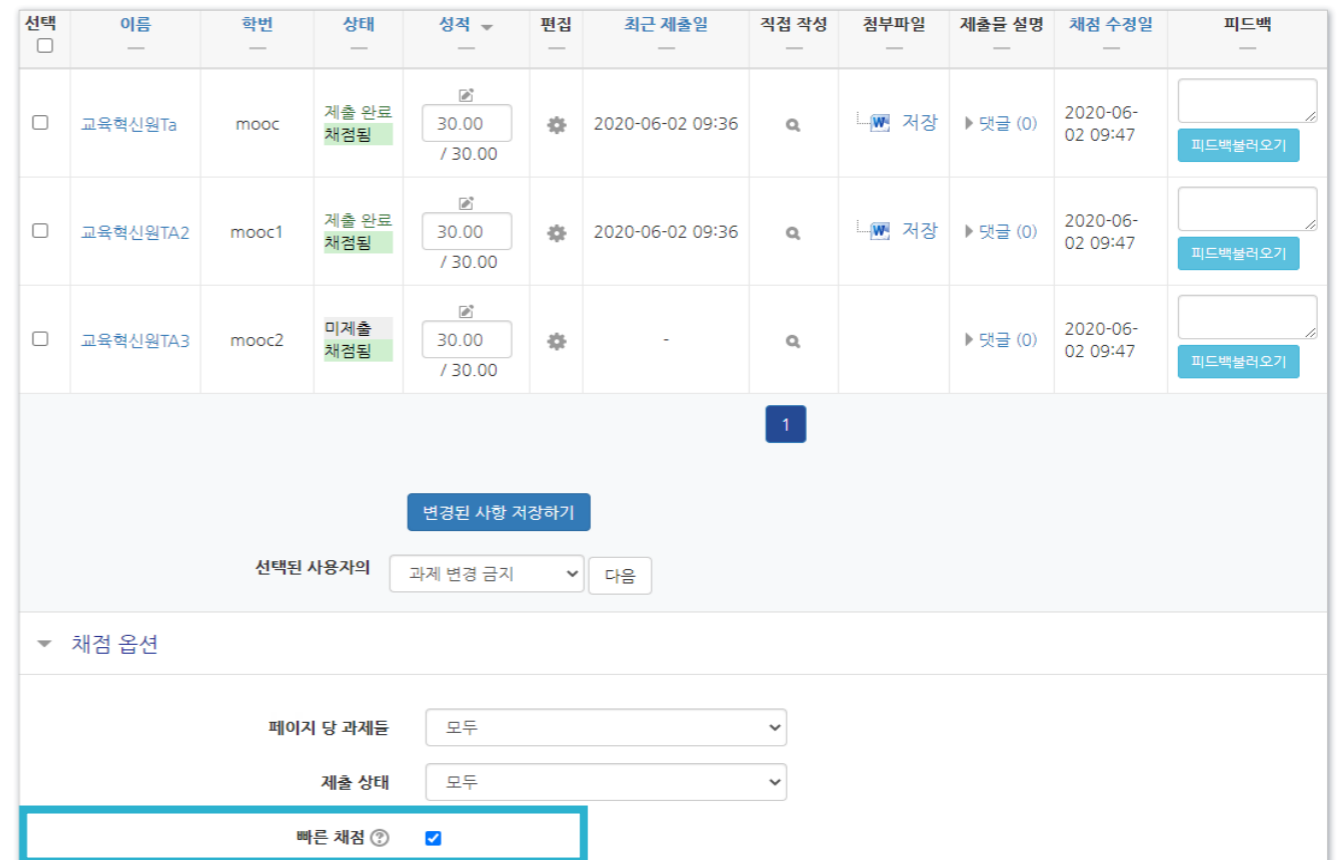 선택 이름 학번 상태 성적 편집 최근 제출일 직접 작성 첨부파일 제출물 설명 채점 수정일 피드백
교육혁신원Ta mooc 제출 완료 채점됨 30.00 / 30.00 2020-06-02 09:36 저장 댓글 (0) 2020-06-02 09:47 피드백불러오기
교육혁신원TA2 mooc1 제출 완료 채점됨 30.00 / 30.00 2020-06-02 09:36 저장 댓글 (0) 2020-06-02 09:47 피드백불러오기
교육혁신원TA3 mooc2 미제출 채점됨 30.00 / 30.00 - 댓글 (0) 2020-06-02 09:47 피드백불러오기
1
변경된 사항 저장하기
선택된 사용자의 과제 변경 금지 다음
채점 옵션
페이지 당 과제들 모두
제출 상태 모두
빠른 채점